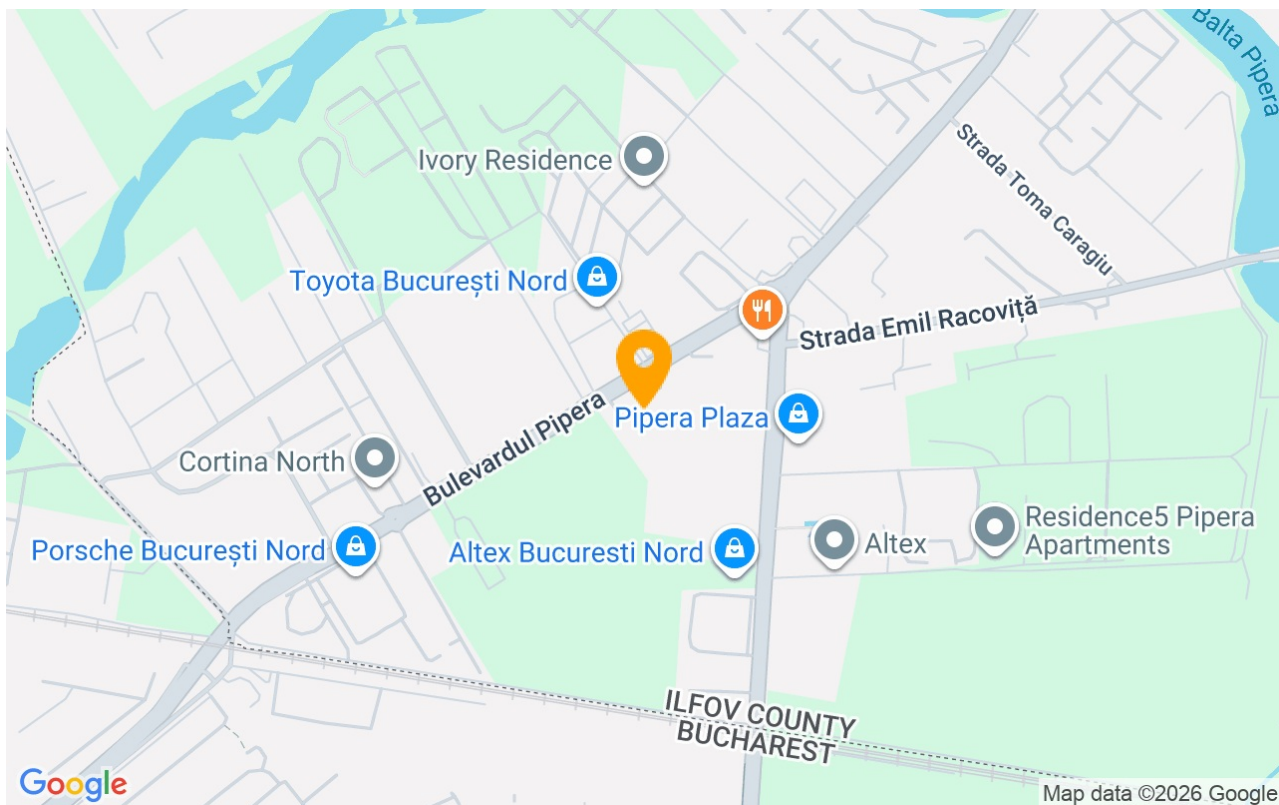 Balta Pipera
Strada Toma Caragiu
Ivory Residence
Toyota București Nord
Strada Emil Racoviță
Bulevardul Pipera
Pipera Plaza
Cortina North
Porsche București Nord
Altex Bucuresti Nord
Altex
Residence5 Pipera
Apartments
ILFOV COUNTY
BUCHAREST
Google
Map data ©2026 Google